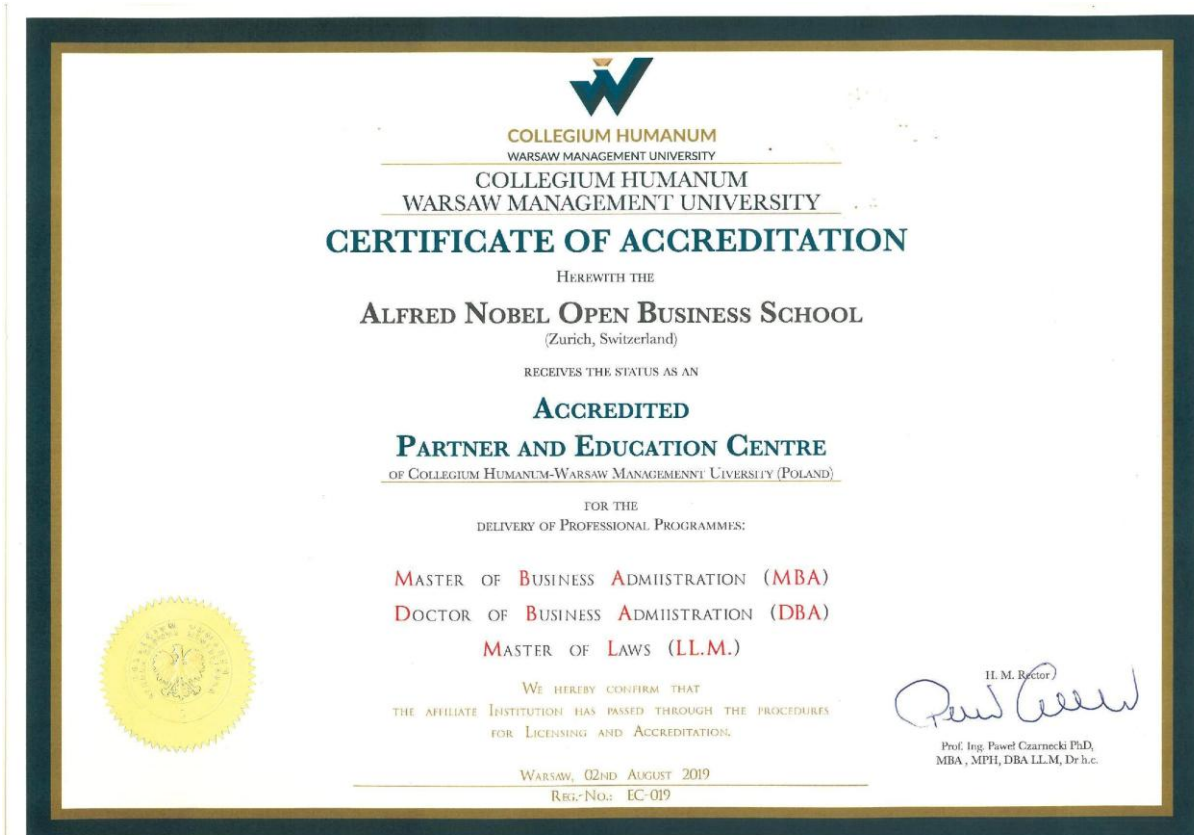 COLLEGIUM HUMANUM
WARSAW MANAGEMENT UNIVERSITY
COLLEGIUM HUMANUM
WARSAW MANAGEMENT UNIVERSITY
CERTIFICATE OF ACCREDITATION
HEREWITH THE
ALFRED NOBEL OPEN BUSINESS SCHOOL
(Zurich, Switzerland)
RECEIVES THE STATUS AS AN
ACCREDITED
PARTNER AND EDUCATION CENTRE
OF COLLEGIUM HUMANUM-WARSAW MANAGEMENNT UIVERSITY (POLAND)
FOR THE
DELIVERY OF PROFESSIONAL PROGRAMMES:
MASTER OF BUSINESS ADMIISTRATION (MBA)
DOCTOR OF BUSINESS ADMIISTRATION (DBA)
MASTER OF LAWS (LL.M.)
WE HEREBY CONFIRM THAT
THE AFFILIATE INSTITUTION HAS PASSED THROUGH THE PROCEDURES
FOR LICENSING AND ACCREDITATION.
WARSAW, 02ND AUGUST 2019
REG.-NO.: EC-019
H. M. Rector
Prof. Ing. Paweł Czarnecki PhD,
MBA , MPH, DBA LL.M, Dr h.c.